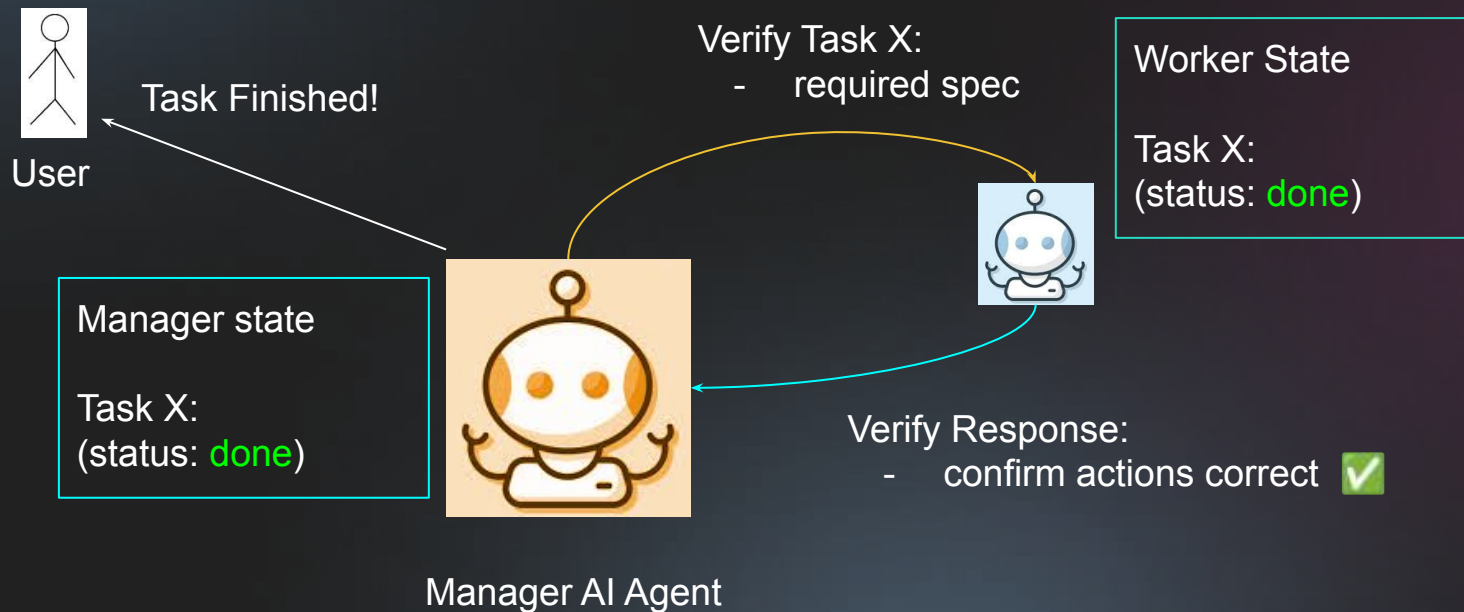 User
Task Finished!
Verify Task X:
- required spec
Worker State
Task X:
(status: done)
Manager state
Task X:
(status: done)
Verify Response:
- confirm actions correct ✅
Manager AI Agent